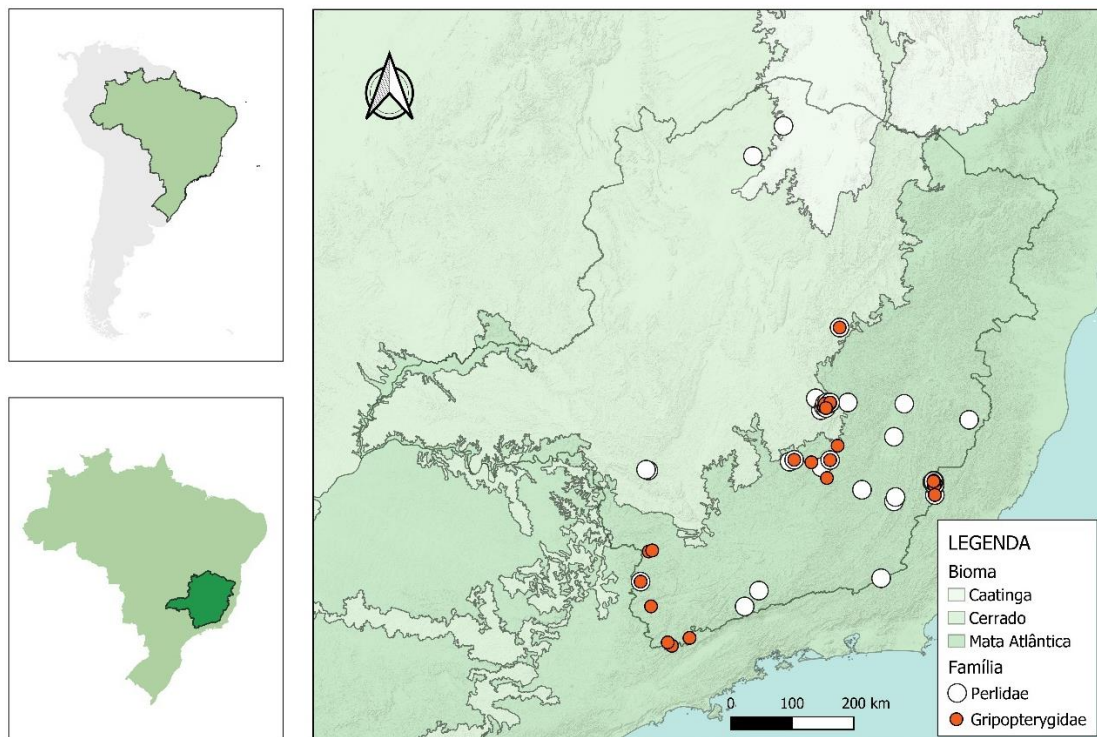 LEGENDA
Bioma
Caatinga
Cerrado
Mata Atlântica
Família
Perlidae
Gripopterygidae
0 100 200 km